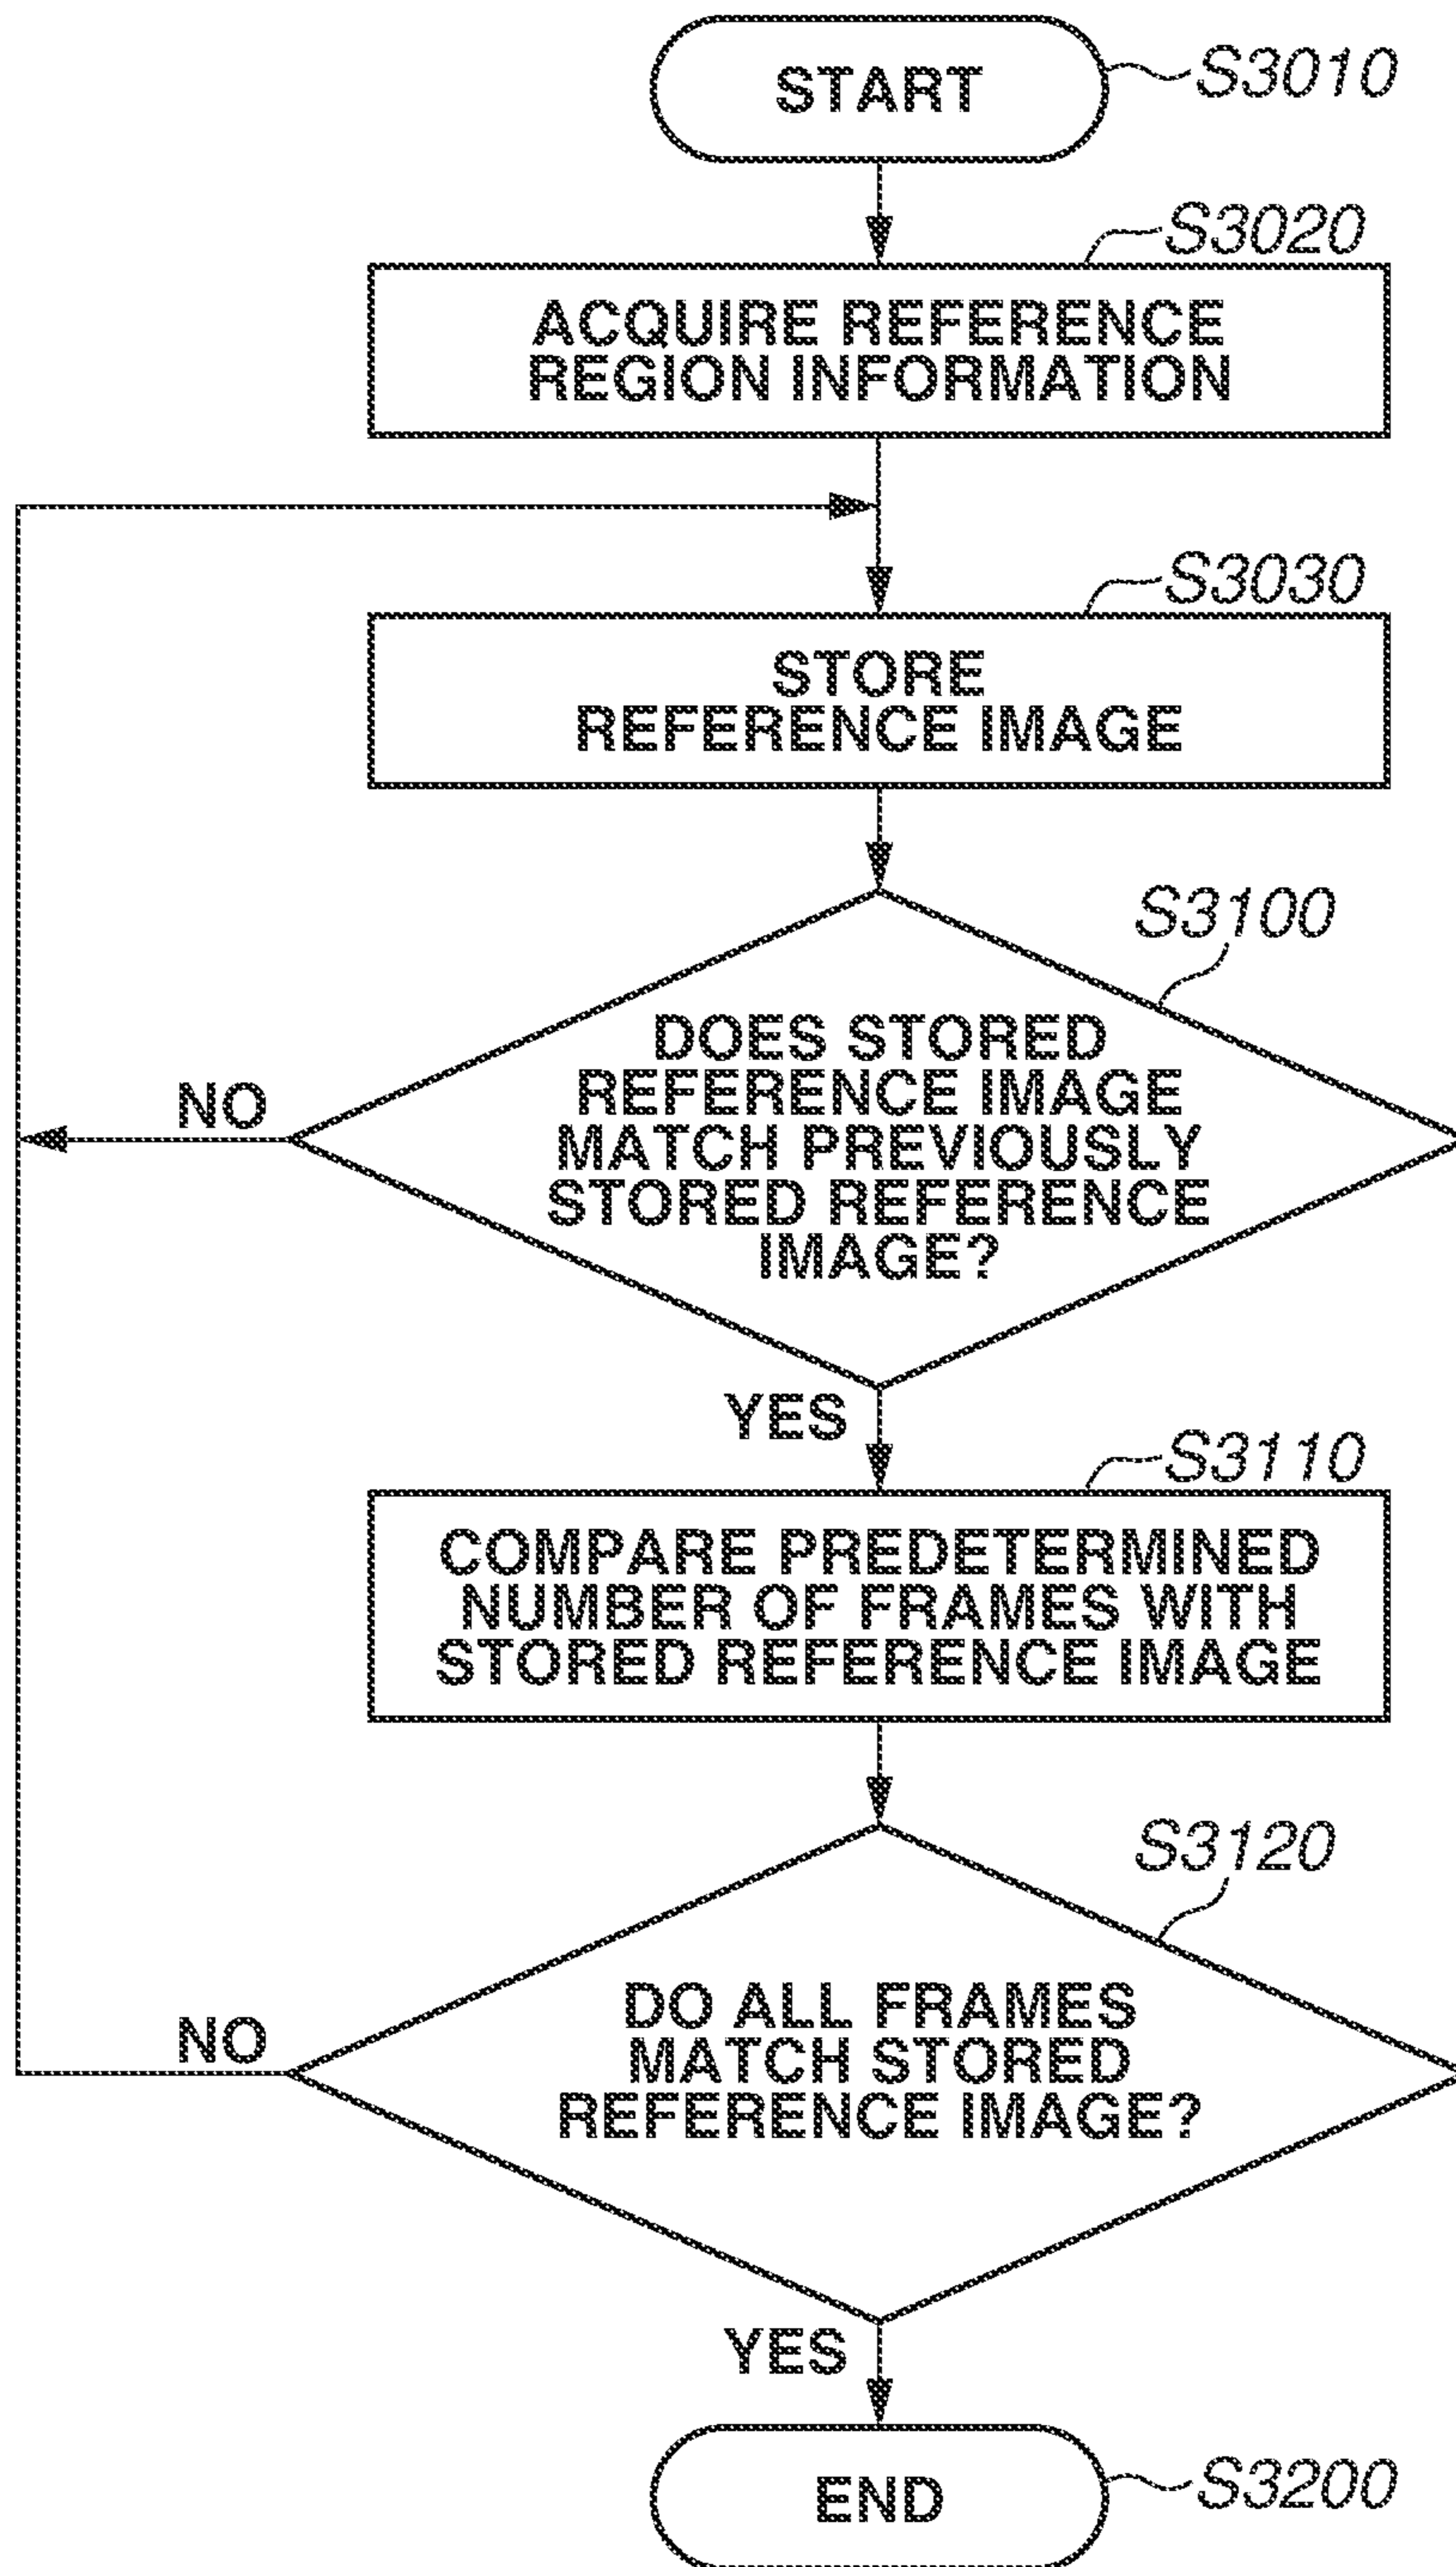 START
S3010
S3020
ACQUIRE REFERENCE
REGION INFORMATION
S3030
STORE
REFERENCE IMAGE
S3100
DOES STORED
REFERENCE IMAGE
MATCH PREVIOUSLY
STORED REFERENCE
IMAGE?
NO
YES
S3110
COMPARE PREDETERMINED
NUMBER OF FRAMES WITH
STORED REFERENCE IMAGE
S3120
DO ALL FRAMES
MATCH STORED
REFERENCE IMAGE?
NO
YES
END
S3200